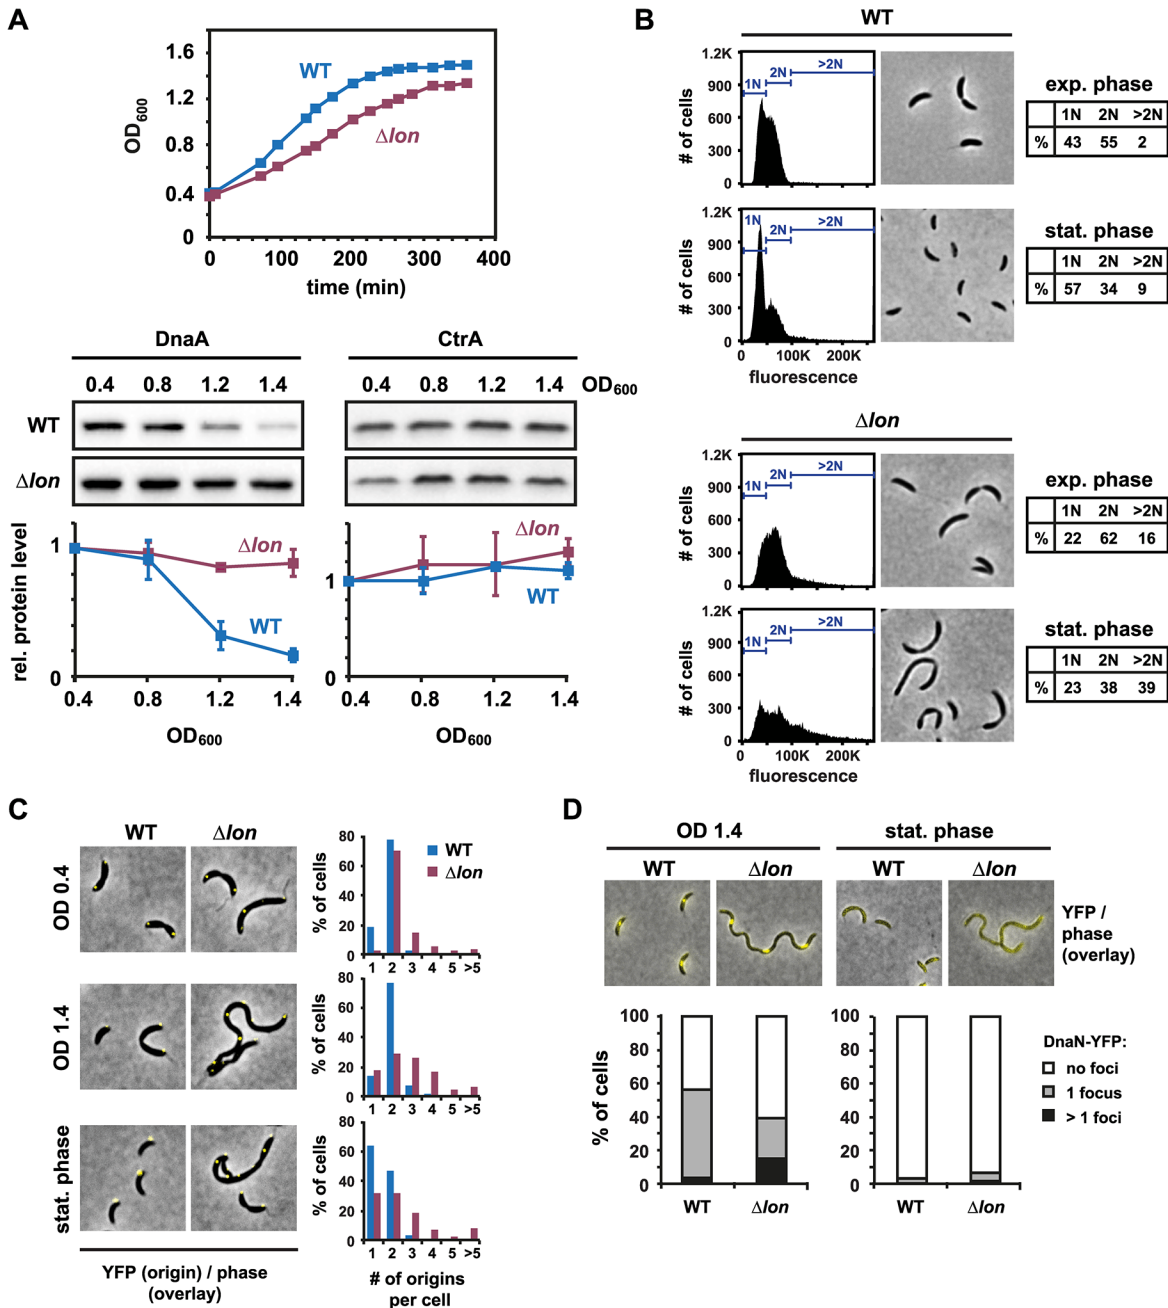 A
1.6
1.2
0.8
0.4
0
OD600
WT
Δlon
0 100 200 300 400
time (min)
DnaA CtrA
0.4 0.8 1.2 1.4 0.4 0.8 1.2 1.4 OD600
WT
Δlon
rel. protein level
1
0
Δlon
WT
0.4 0.8 1.2 1.4
OD600
1
0
Δlon
WT
0.4 0.8 1.2 1.4
OD600
B
WT
1.2K
900
600
300
0
# of cells
1N 2N >2N
exp. phase
1N 2N >2N
% 43 55 2
1.2K
900
600
300
0
# of cells
1N 2N >2N
0 100K 200K
fluorescence
stat. phase
1N 2N >2N
% 57 34 9
Δlon
1.2K
900
600
300
0
# of cells
1N 2N >2N
exp. phase
1N 2N >2N
% 22 62 16
1.2K
900
600
300
0
# of cells
1N 2N >2N
0 100K 200K
fluorescence
stat. phase
1N 2N >2N
% 23 38 39
C
WT Δlon
OD 0.4
OD 1.4
stat. phase
YFP (origin) / phase
(overlay)
80
60
40
20
0
% of cells
WT
Δlon
1 2 3 4 5 >5
80
60
40
20
0
% of cells
1 2 3 4 5 >5
80
60
40
20
0
% of cells
1 2 3 4 5 >5
# of origins
per cell
D
OD 1.4 stat. phase
WT Δlon WT Δlon
YFP /
phase
(overlay)
100
80
60
40
20
0
% of cells
WT Δlon
100
80
60
40
20
0
WT Δlon
DnaN-YFP:
no foci
1 focus
> 1 foci